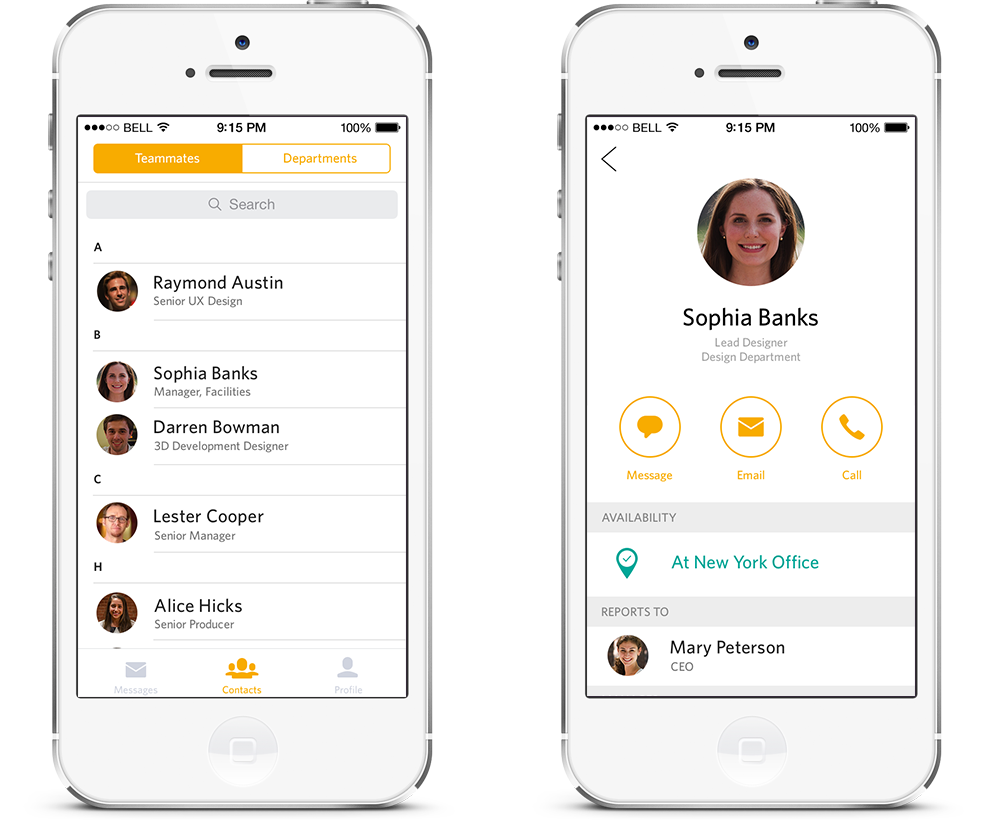 BELL 9:15 PM 100%
Teammates Departments
Search
A
Raymond Austin
Senior UX Design
B
Sophia Banks
Manager, Facilities
Darren Bowman
3D Development Designer
C
Lester Cooper
Senior Manager
H
Alice Hicks
Senior Producer
Messages Contacts Profile
BELL 9:15 PM 100%
Sophia Banks
Lead Designer
Design Department
Message Email Call
AVAILABILITY
At New York Office
REPORTS TO
Mary Peterson
CEO